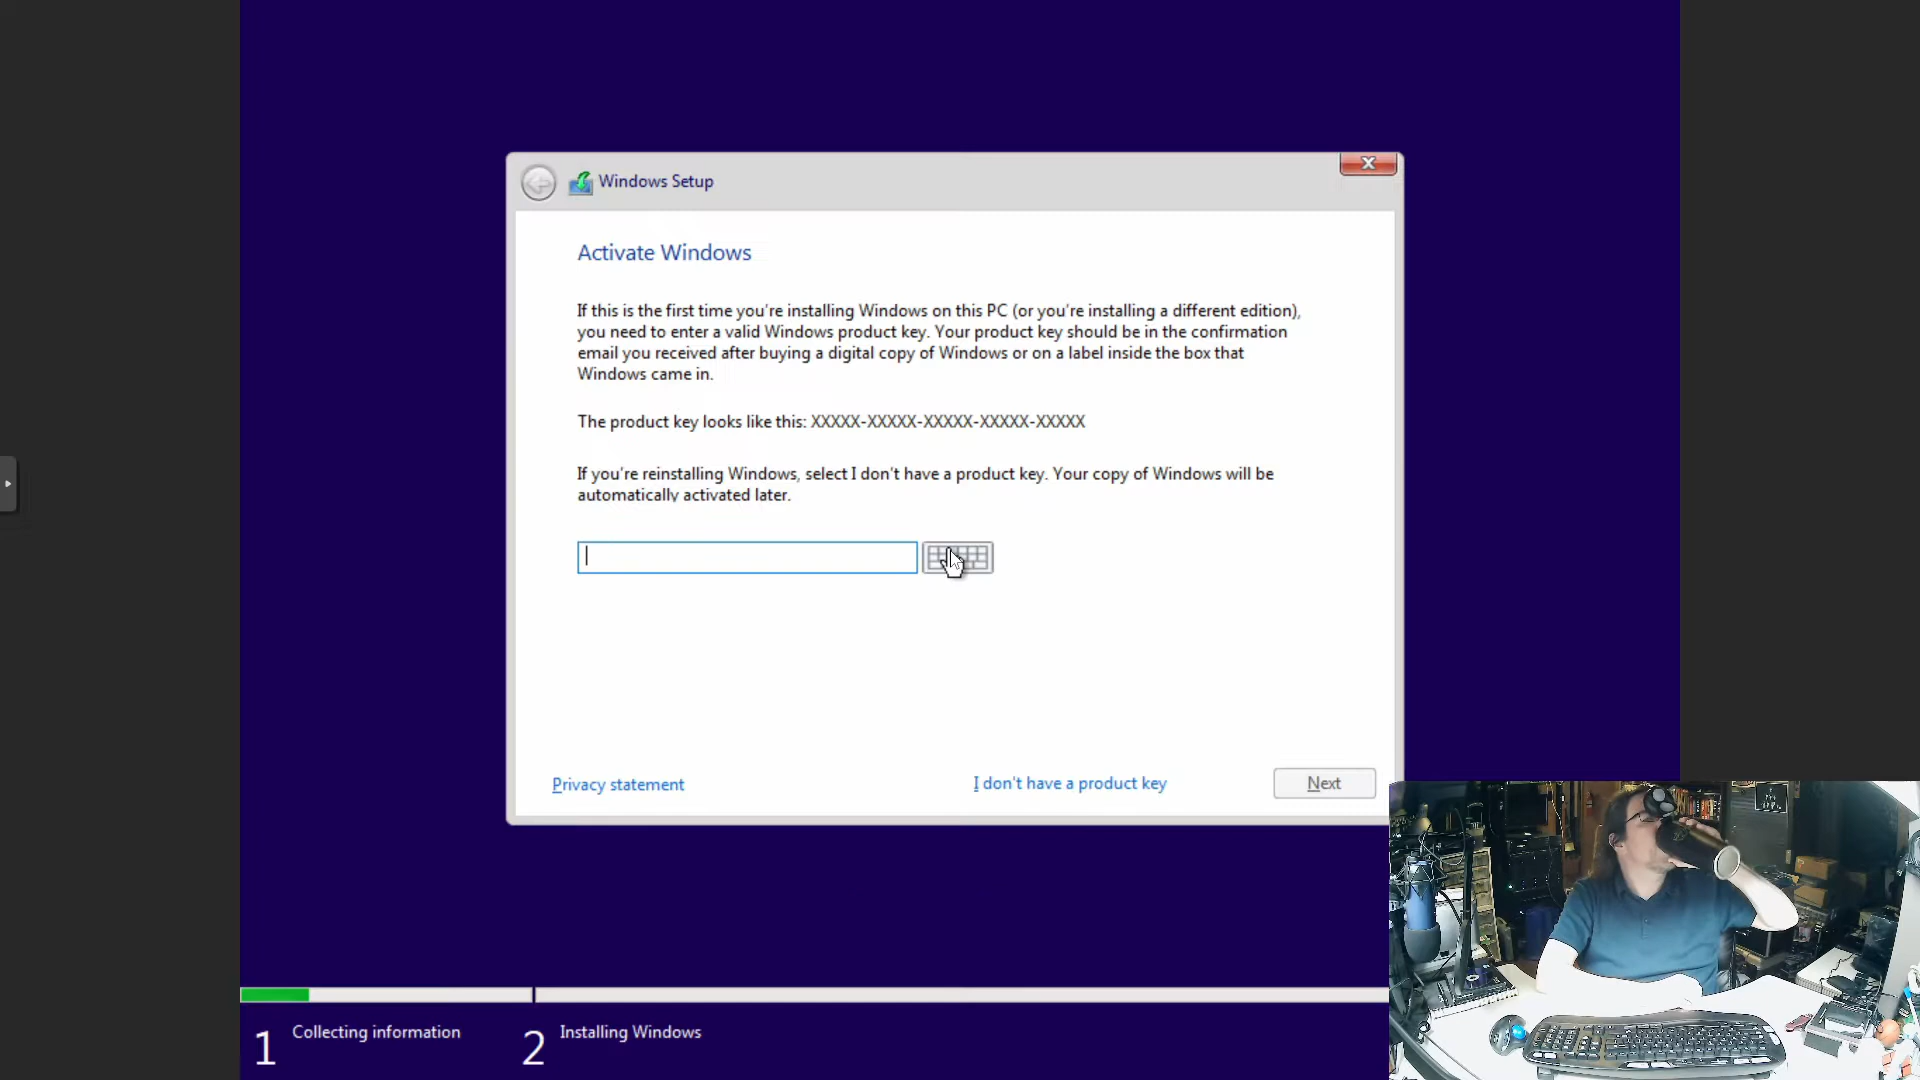 Windows Setup
Activate Windows
If this is the first time you're installing Windows on this PC (or you're installing a different edition),
you need to enter a valid Windows product key. Your product key should be in the confirmation
email you received after buying a digital copy of Windows or on a label inside the box that
Windows came in.
The product key looks like this: XXXXX-XXXXX-XXXXX-XXXXX-XXXXX
If you're reinstalling Windows, select I don't have a product key. Your copy of Windows will be
automatically activated later.
Privacy statement
I don't have a product key
Next
1 Collecting information
2 Installing Windows